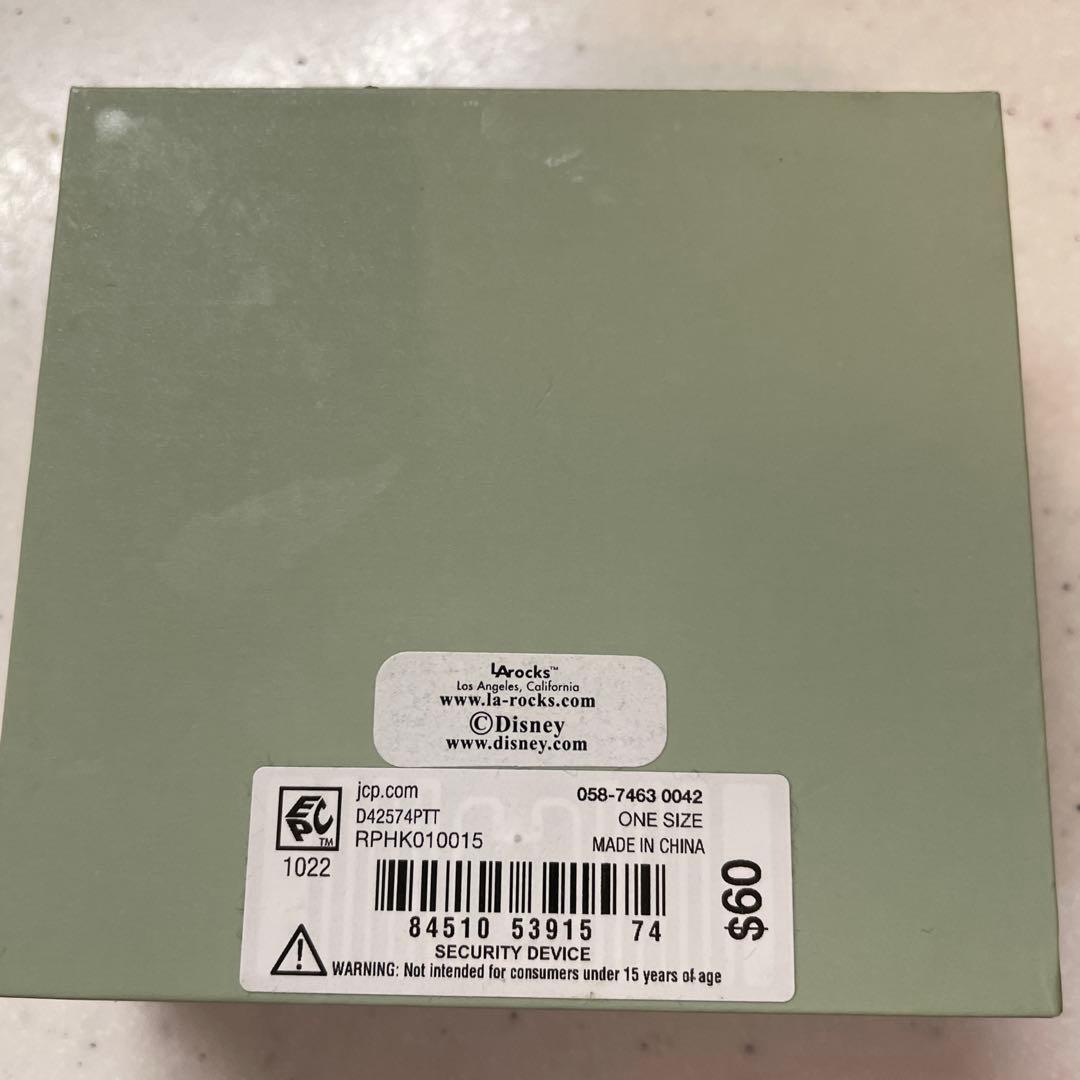 LArocks™
Los Angeles, California
www.la-rocks.com
©Disney
www.disney.com
EPC™
jcp.com
058-7463 0042
D42574PTT
ONE SIZE
RPHK010015
MADE IN CHINA
1022
$60
84510 53915 74
SECURITY DEVICE
WARNING: Not intended for consumers under 15 years of age